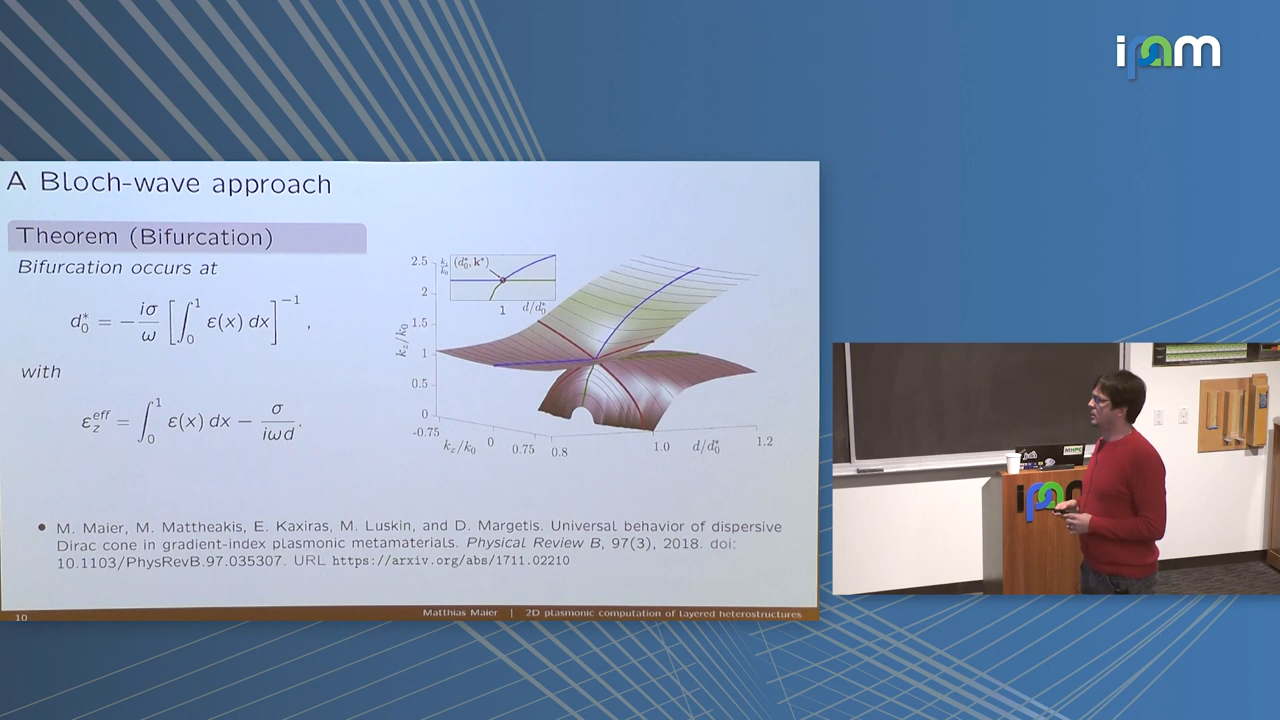 ipam
A Bloch-wave approach
Theorem (Bifurcation)
Bifurcation occurs at
d₀* = − iσ/ω [∫₀¹ ε(x) dx]⁻¹ ,
with
ε_z^eff = ∫₀¹ ε(x) dx − σ/(iωd).
2.5
2
1.5
1
0.5
0
k_z/k_0
-0.75
0
0.75
k_x/k_0
0.8
1.0
1.2
d/d₀*
(d₀*, k*)
1
d/d₀*
• M. Maier, M. Mattheakis, E. Kaxiras, M. Luskin, and D. Margetis. Universal behavior of dispersive
Dirac cone in gradient-index plasmonic metamaterials. Physical Review B, 97(3), 2018. doi:
10.1103/PhysRevB.97.035307. URL https://arxiv.org/abs/1711.02210
10
Matthias Maier | 2D plasmonic computation of layered heterostructures
MHPC
ipam